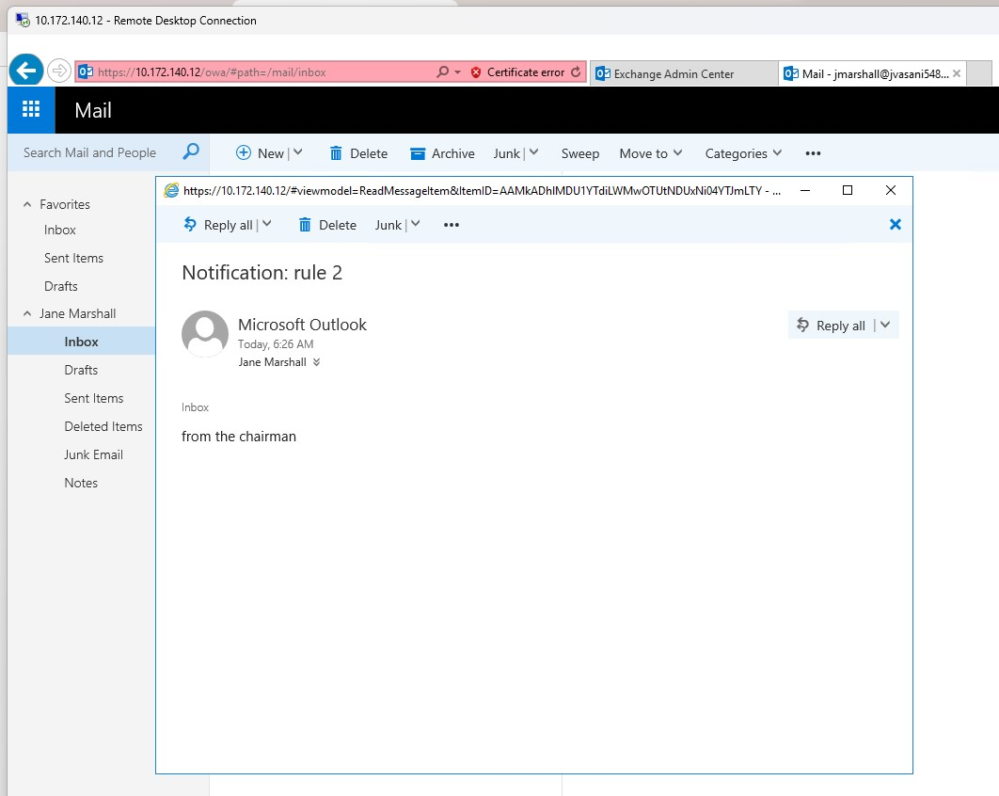 10.172.140.12 - Remote Desktop Connection
https://10.172.140.12/owa/#path=/mail/inbox
Certificate error
Exchange Admin Center
Mail - jmarshall@jvasani548...
Mail
Search Mail and People
New
Delete
Archive
Junk
Sweep
Move to
Categories
•••
https://10.172.140.12/#viewmodel=ReadMessageItem&ItemID=AAMkADhlMDU1YTdiLWMwOTUtNDUxNi04YTJmLTY - ...
Reply all
Delete
Junk
•••
Favorites
Inbox
Sent Items
Drafts
Jane Marshall
Inbox
Drafts
Sent Items
Deleted Items
Junk Email
Notes
Notification: rule 2
Microsoft Outlook
Today, 6:26 AM
Jane Marshall
Reply all
Inbox
from the chairman